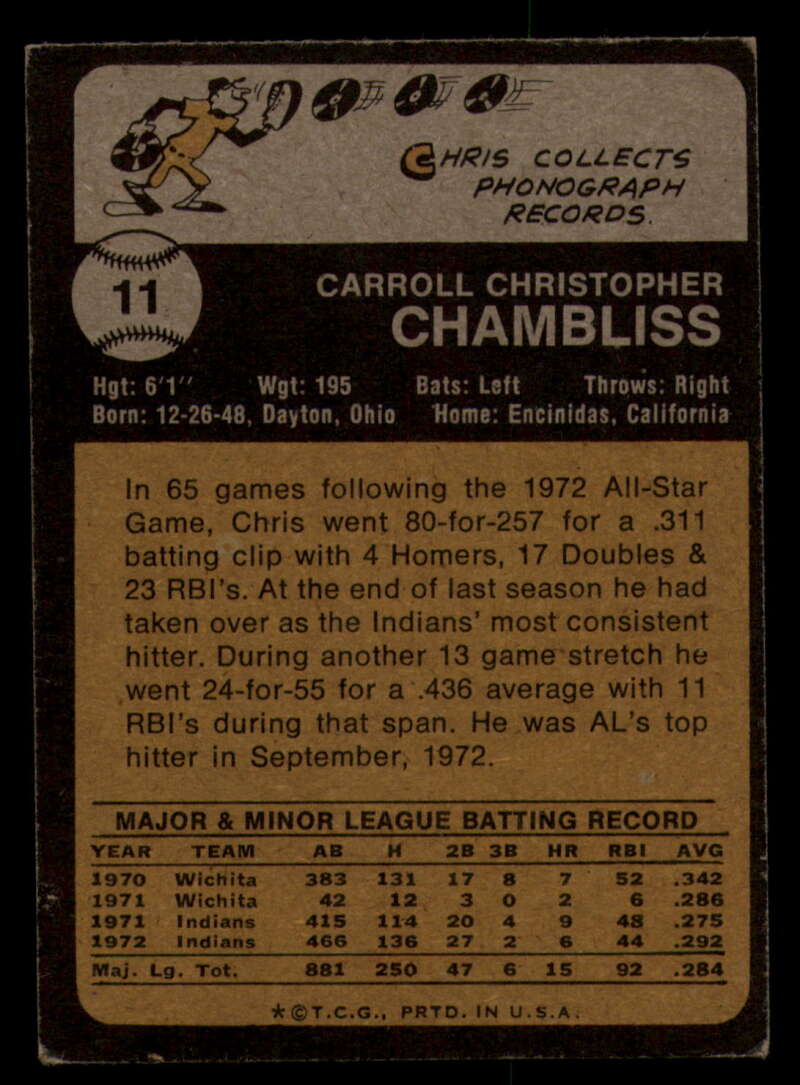 CHRIS COLLECTS
PHONOGRAPH
RECORDS.
11
CARROLL CHRISTOPHER
CHAMBLISS
Hgt: 6'1" Wgt: 195 Bats: Left Throws: Right
Born: 12-26-48, Dayton, Ohio Home: Encinidas, California
In 65 games following the 1972 All-Star
Game, Chris went 80-for-257 for a .311
batting clip with 4 Homers, 17 Doubles &
23 RBI's. At the end of last season he had
taken over as the Indians' most consistent
hitter. During another 13 game stretch he
went 24-for-55 for a .436 average with 11
RBI's during that span. He was AL's top
hitter in September, 1972.
MAJOR & MINOR LEAGUE BATTING RECORD
YEAR TEAM AB H 2B 3B HR RBI AVG
1970 Wichita 383 131 17 8 7 52 .342
1971 Wichita 42 12 3 0 2 6 .286
1971 Indians 415 114 20 4 9 48 .275
1972 Indians 466 136 27 2 6 44 .292
Maj. Lg. Tot. 881 250 47 6 15 92 .284
*©T.C.G., PRTD. IN U.S.A.